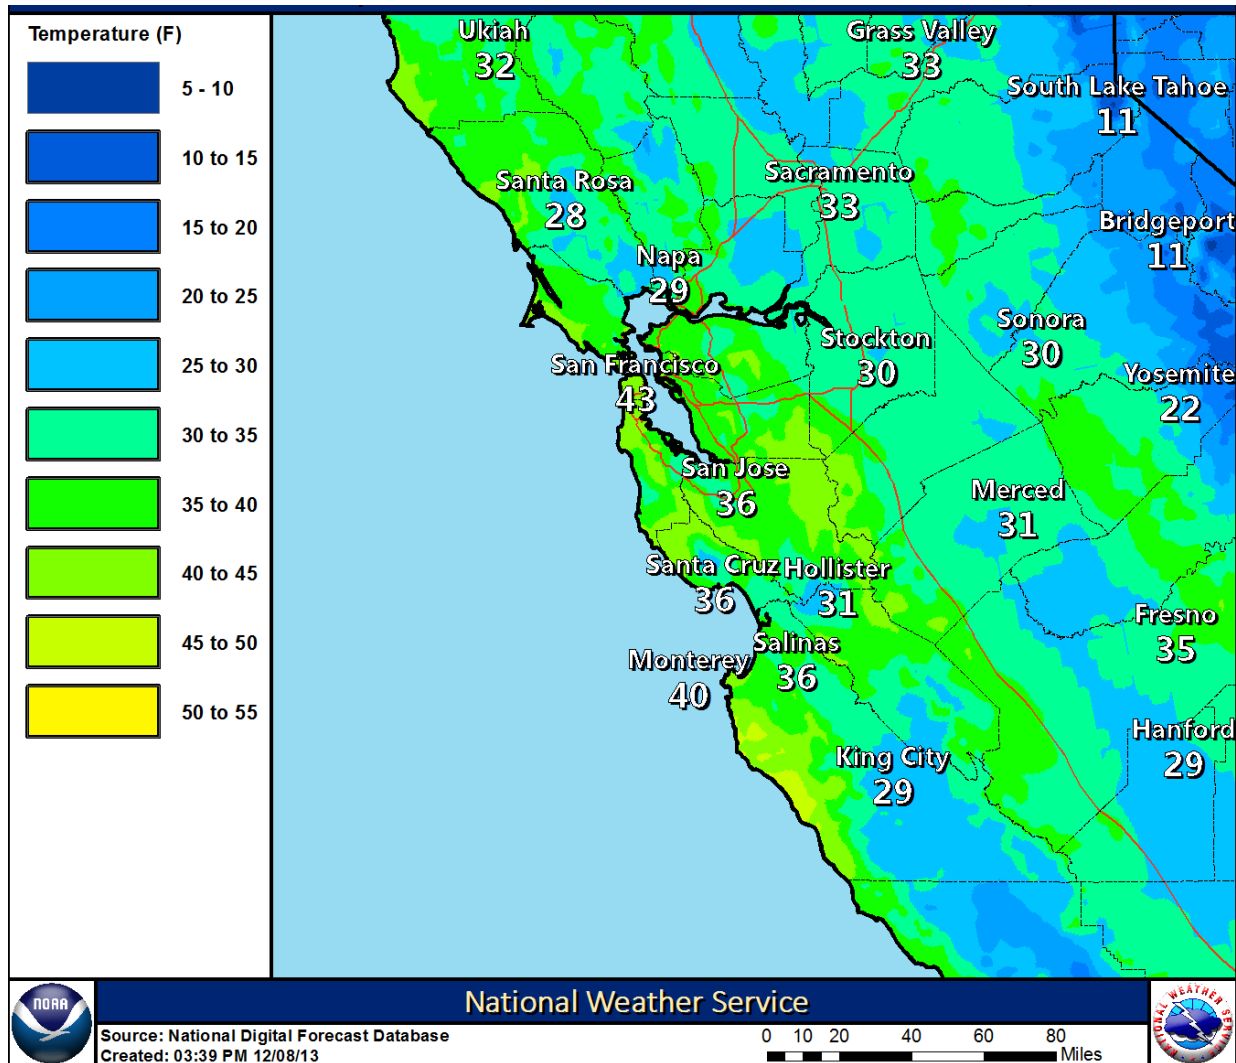 Temperature (F)
5 - 10
10 to 15
15 to 20
20 to 25
25 to 30
30 to 35
35 to 40
40 to 45
45 to 50
50 to 55
Ukiah
32
Grass Valley
33
South Lake Tahoe
11
Santa Rosa
28
Sacramento
33
Bridgeport
11
Napa
29
Sonora
30
Stockton
30
San Francisco
43
Yosemite
22
San Jose
36
Merced
31
Santa Cruz
36
Hollister
31
Fresno
35
Salinas
36
Monterey
40
Hanford
29
King City
29
NOAA
National Weather Service
Source: National Digital Forecast Database
Created: 03:39 PM 12/08/13
0 10 20 40 60 80
Miles
NATIONAL WEATHER SERVICE